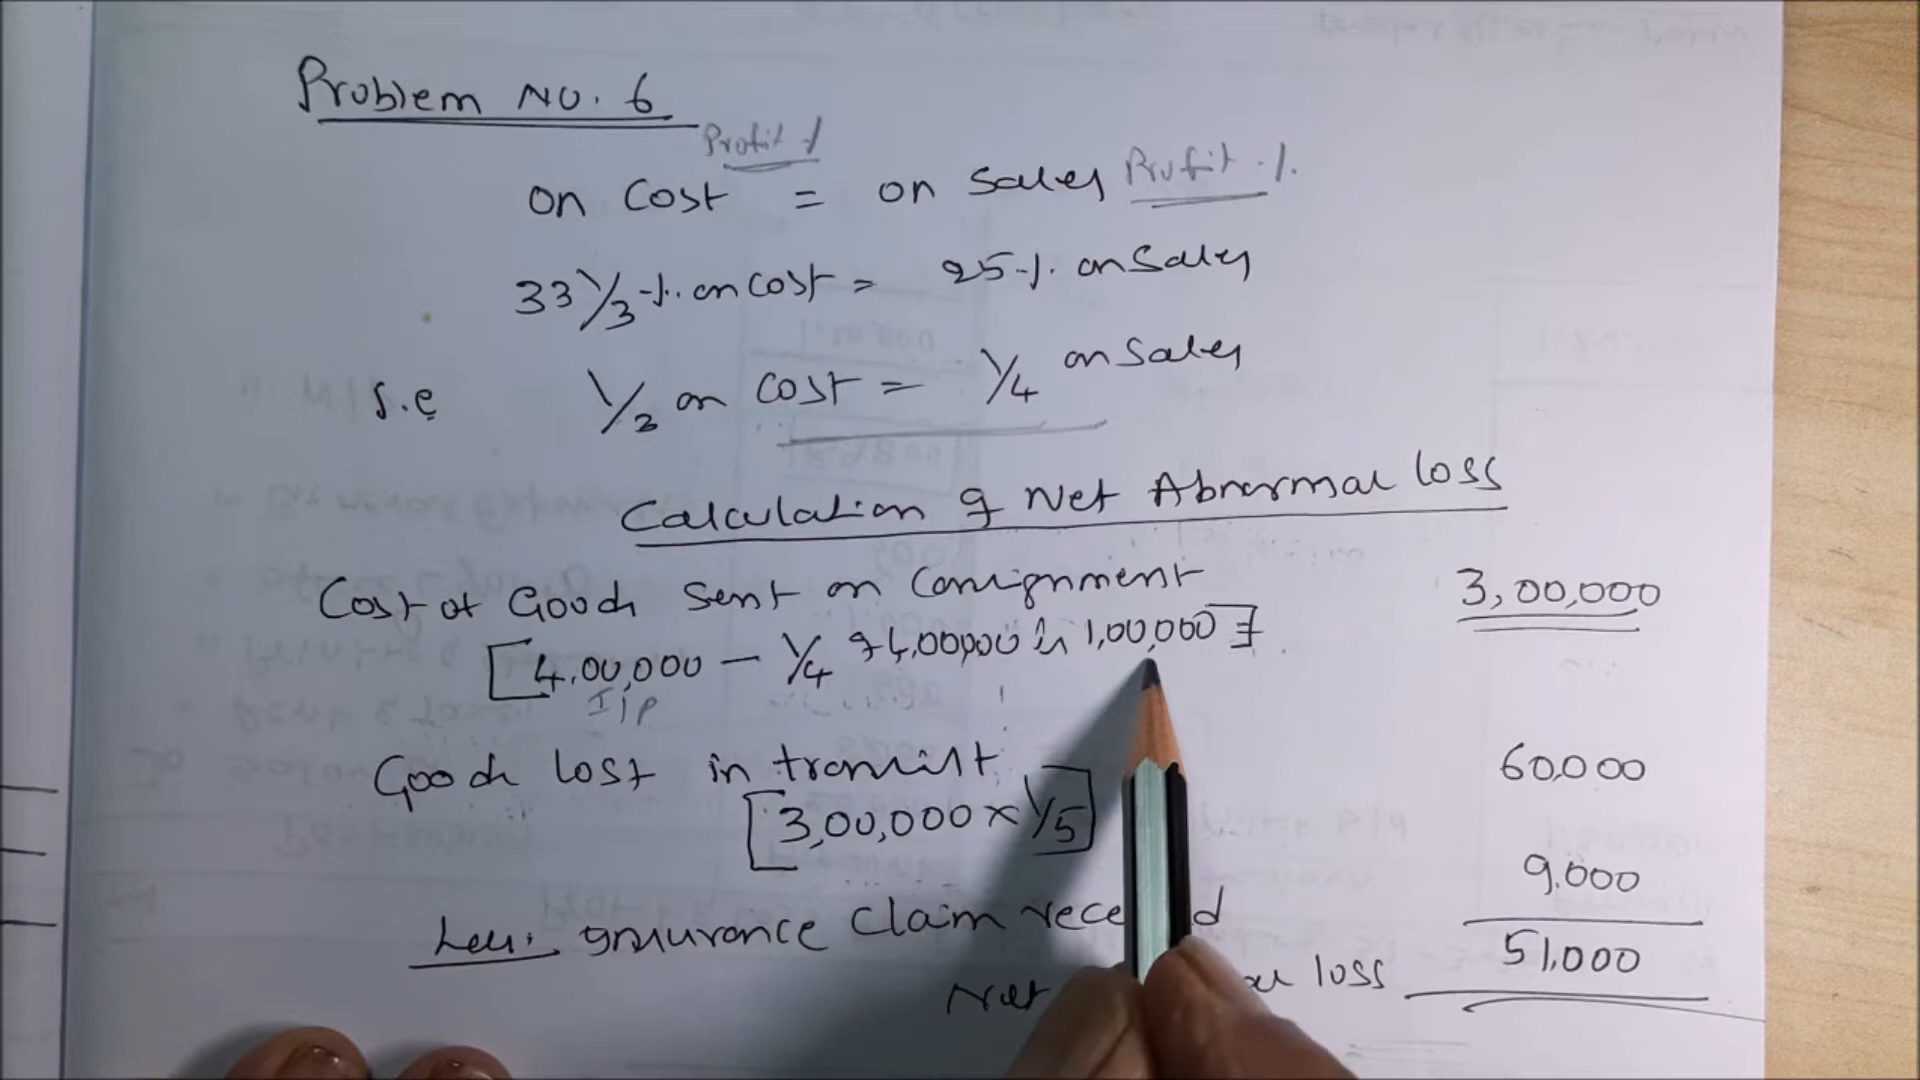 Problem NO. 6
Profit %
on Cost = on Sales Profit %
33 1/3 % on cost = 25 % on Sales
i.e 1/3 on cost = 1/4 on Sales
Calculation of Net Abnormal loss
Cost of Goods Sent on Consignment 3,00,000
[4,00,000 - 1/4 of 4,00,000 is 1,00,000]
I/P
Goods lost in transit 60,000
[3,00,000 x 1/5]
Less: Insurance Claim rece d 9,000
Net loss 51,000